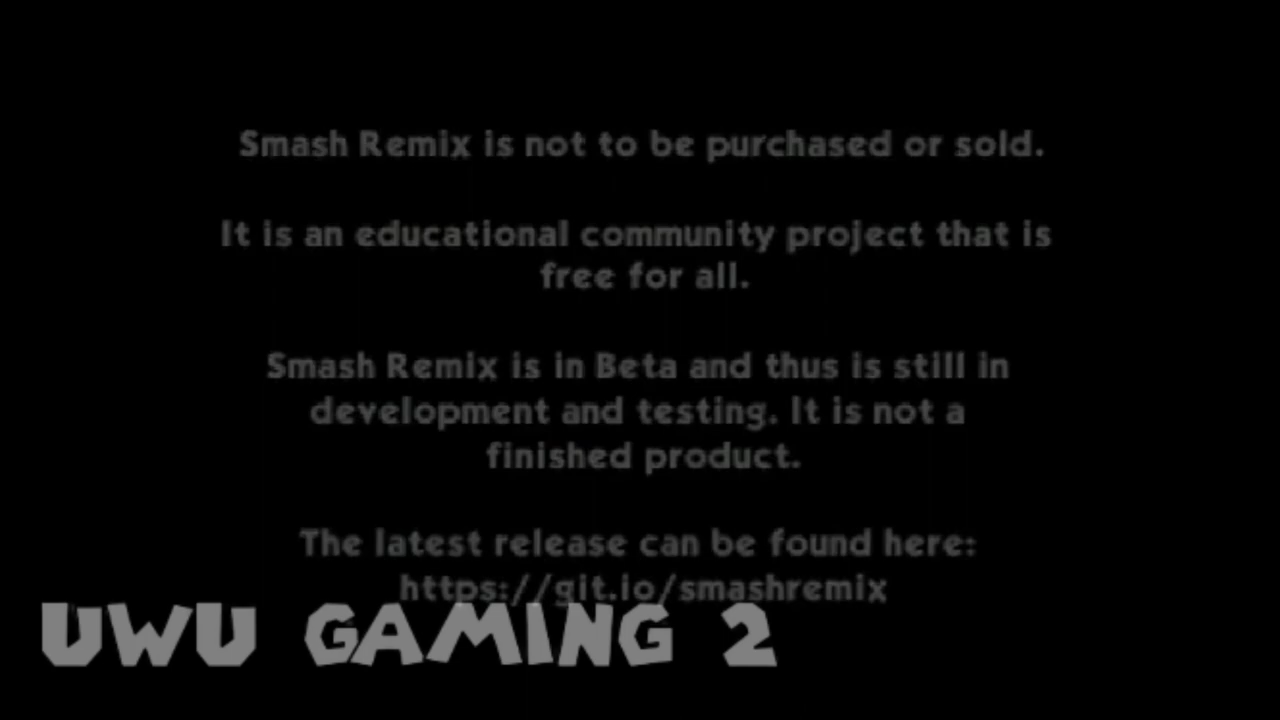 Smash Remix is not to be purchased or sold.
It is an educational community project that is
free for all.
Smash Remix is in Beta and thus is still in
development and testing. It is not a
finished product.
The latest release can be found here:
https://git.io/smashremix
UWU GAMING 2